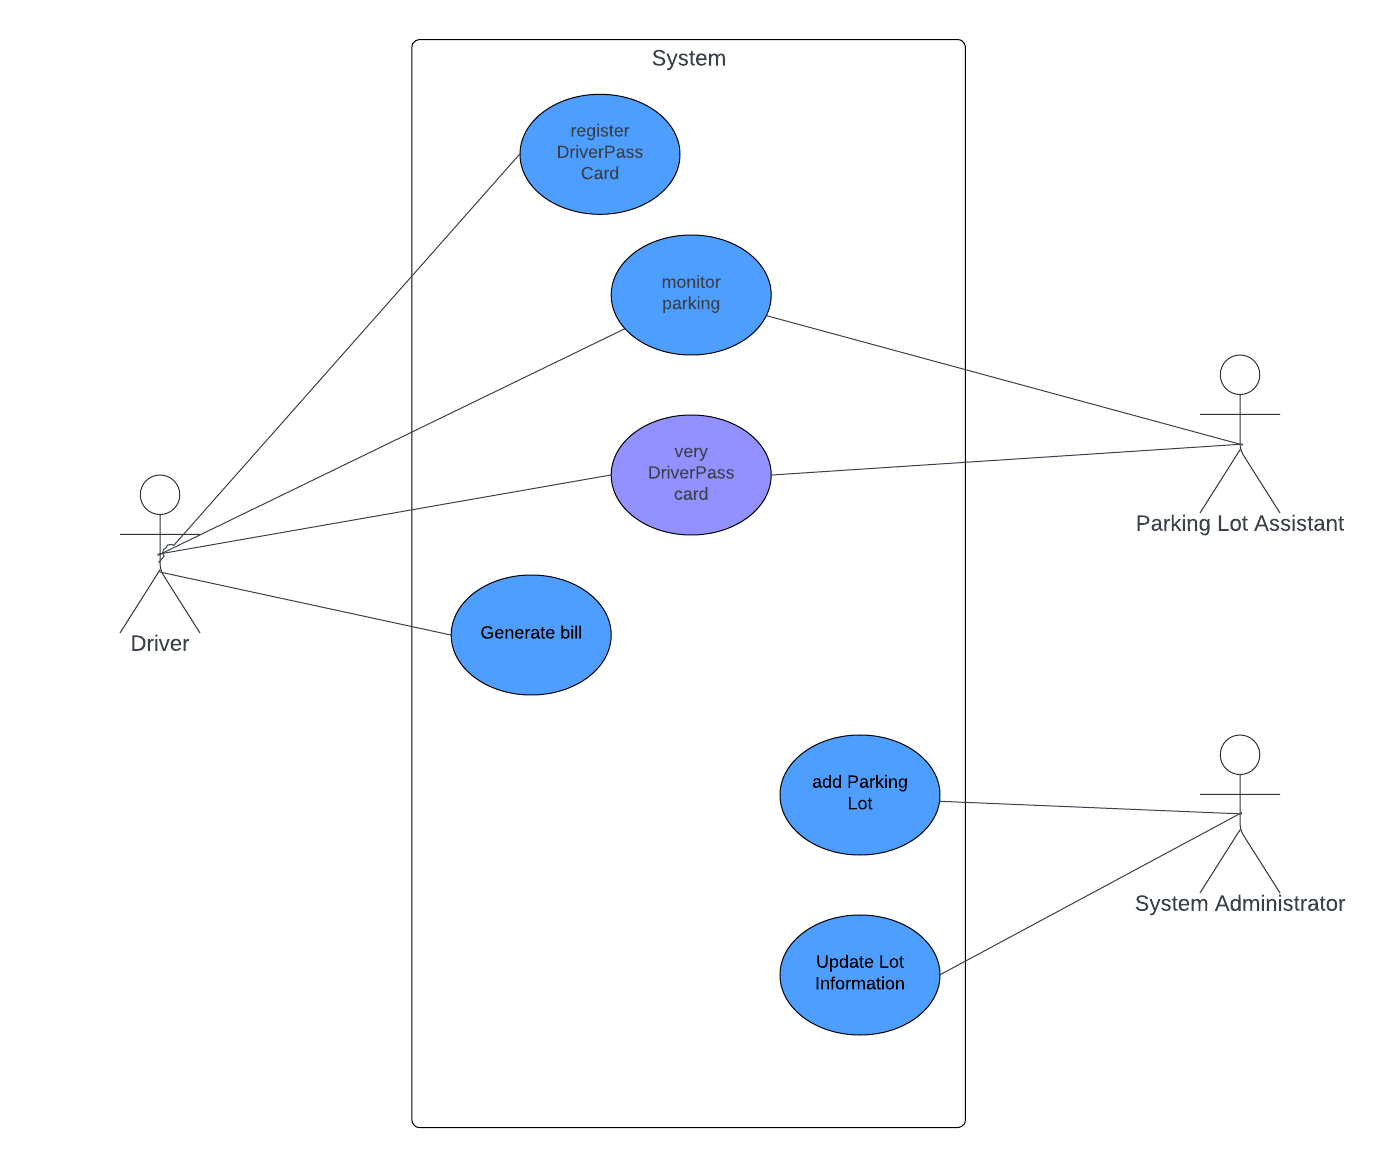 System
register
DriverPass
Card
monitor
parking
very
DriverPass
card
Parking Lot Assistant
Driver
Generate bill
add Parking
Lot
System Administrator
Update Lot
Information